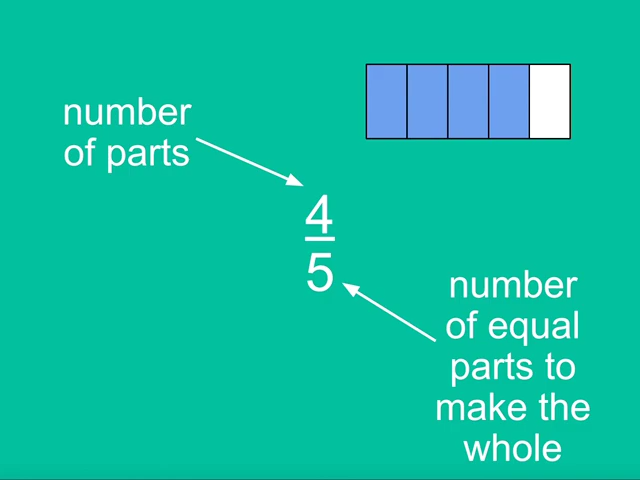 number
of parts
4
5
number
of equal
parts to
make the
whole